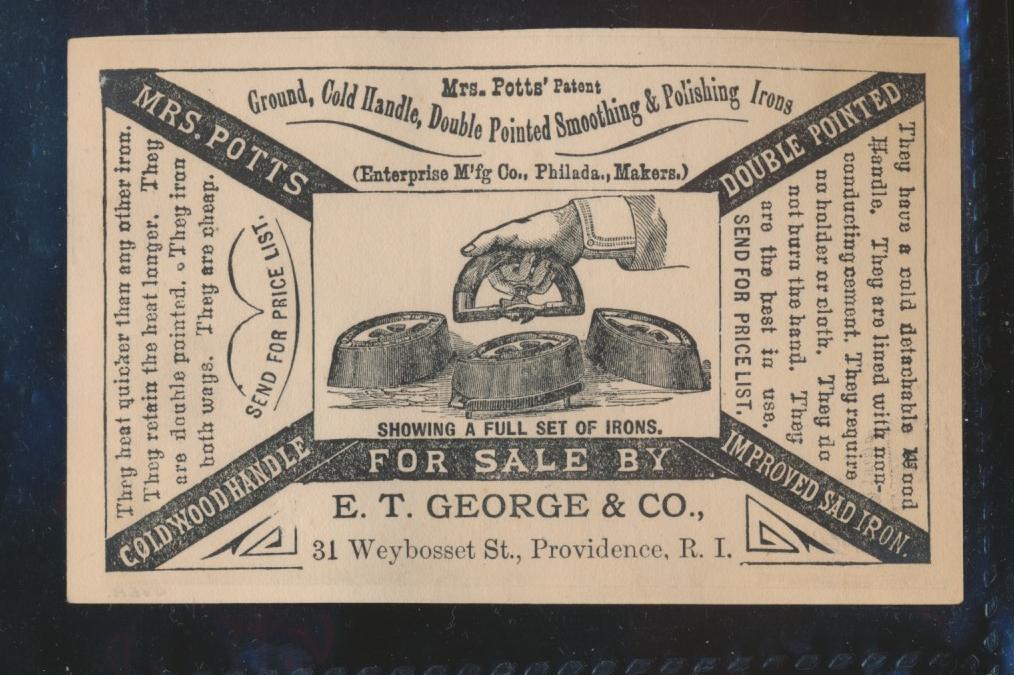 Mrs. Potts' Patent
Ground, Cold Handle, Double Pointed Smoothing & Polishing Irons
(Enterprise M'fg Co., Philada., Makers.)
MRS. POTTS
DOUBLE POINTED
They heat quicker than any other iron.
They retain the heat longer. They
are double pointed. They iron
both ways. They are cheap.
SEND FOR PRICE LIST.
They have a cold detachable Wood
Handle. They are lined with non-
conducting cement. They require
no holder or cloth. They do
not burn the hand. They
are the best in use.
SEND FOR PRICE LIST.
SHOWING A FULL SET OF IRONS.
COLD WOOD HANDLE
IMPROVED SAD IRON.
FOR SALE BY
E. T. GEORGE & CO.,
31 Weybosset St., Providence, R. I.